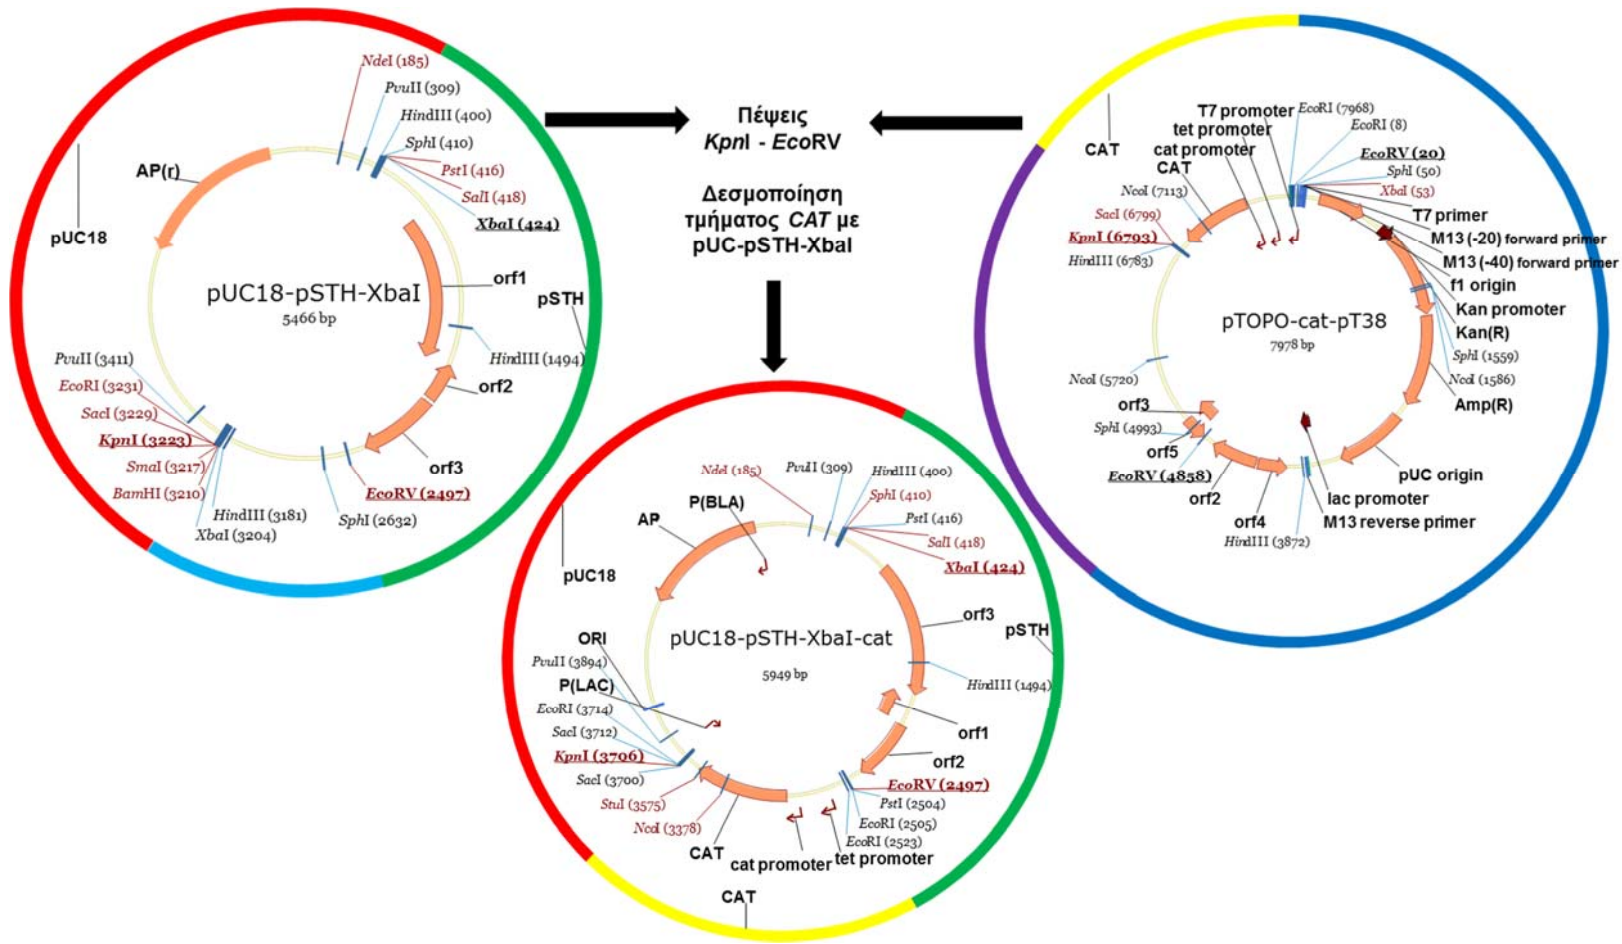 NdeI (185)
PvuII (309)
HindIII (400)
SphI (410)
PstI (416)
SalI (418)
XbaI (424)
AP(r)
pUC18
pUC18-pSTH-XbaI
5466 bp
orf1
pSTH
HindIII (1494)
orf2
orf3
EcoRV (2497)
SphI (2632)
PvuII (3411)
EcoRI (3231)
SacI (3229)
KpnI (3223)
SmaI (3217)
BamHI (3210)
HindIII (3181)
XbaI (3204)
Πέψεις
KpnI - EcoRV
Δεσμοποίηση
τμήματος CAT με
pUC-pSTH-XbaI
CAT
T7 promoter
tet promoter
cat promoter
CAT
NcoI (7113)
SacI (6799)
KpnI (6793)
HindIII (6783)
EcoRI (7968)
EcoRI (8)
EcoRV (20)
SphI (50)
XbaI (53)
T7 primer
M13 (-20) forward primer
M13 (-40) forward primer
f1 origin
Kan promoter
Kan(R)
SphI (1559)
NcoI (1586)
Amp(R)
pTOPO-cat-pT38
7978 bp
NcoI (5720)
orf3
SphI (4993)
orf5
EcoRV (4858)
orf2
orf4
HindIII (3872)
pUC origin
lac promoter
M13 reverse primer
NdeI (185)
PvuII (309)
HindIII (400)
SphI (410)
PstI (416)
SalI (418)
XbaI (424)
P(BLA)
AP
pUC18
pUC18-pSTH-XbaI-cat
5949 bp
orf3
pSTH
HindIII (1494)
orf1
orf2
EcoRV (2497)
PstI (2504)
EcoRI (2505)
EcoRI (2523)
ORI
PvuII (3894)
P(LAC)
EcoRI (3714)
SacI (3712)
KpnI (3706)
SacI (3700)
StuI (3575)
NcoI (3378)
CAT
cat promoter
tet promoter
CAT